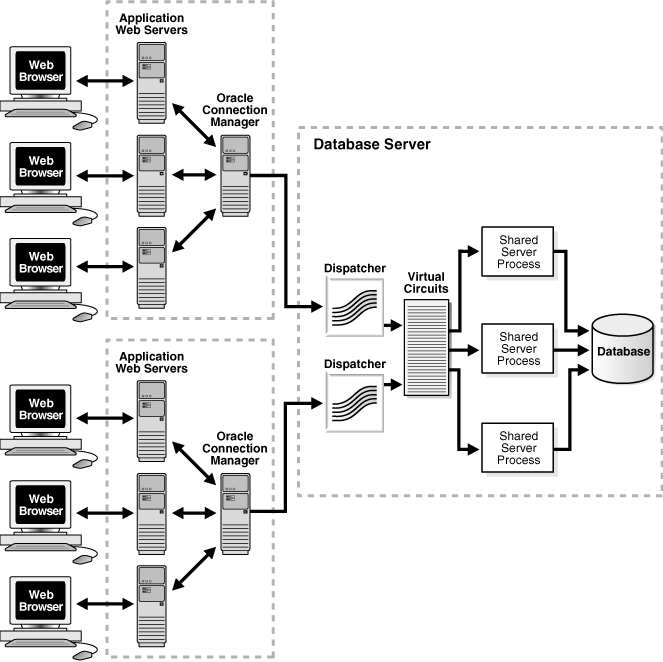 Application
Web Servers
Web
Browser
Oracle
Connection
Manager
Web
Browser
Web
Browser
Database Server
Dispatcher
Virtual
Circuits
Shared
Server
Process
Shared
Server
Process
Database
Dispatcher
Shared
Server
Process
Application
Web Servers
Web
Browser
Oracle
Connection
Manager
Web
Browser
Web
Browser